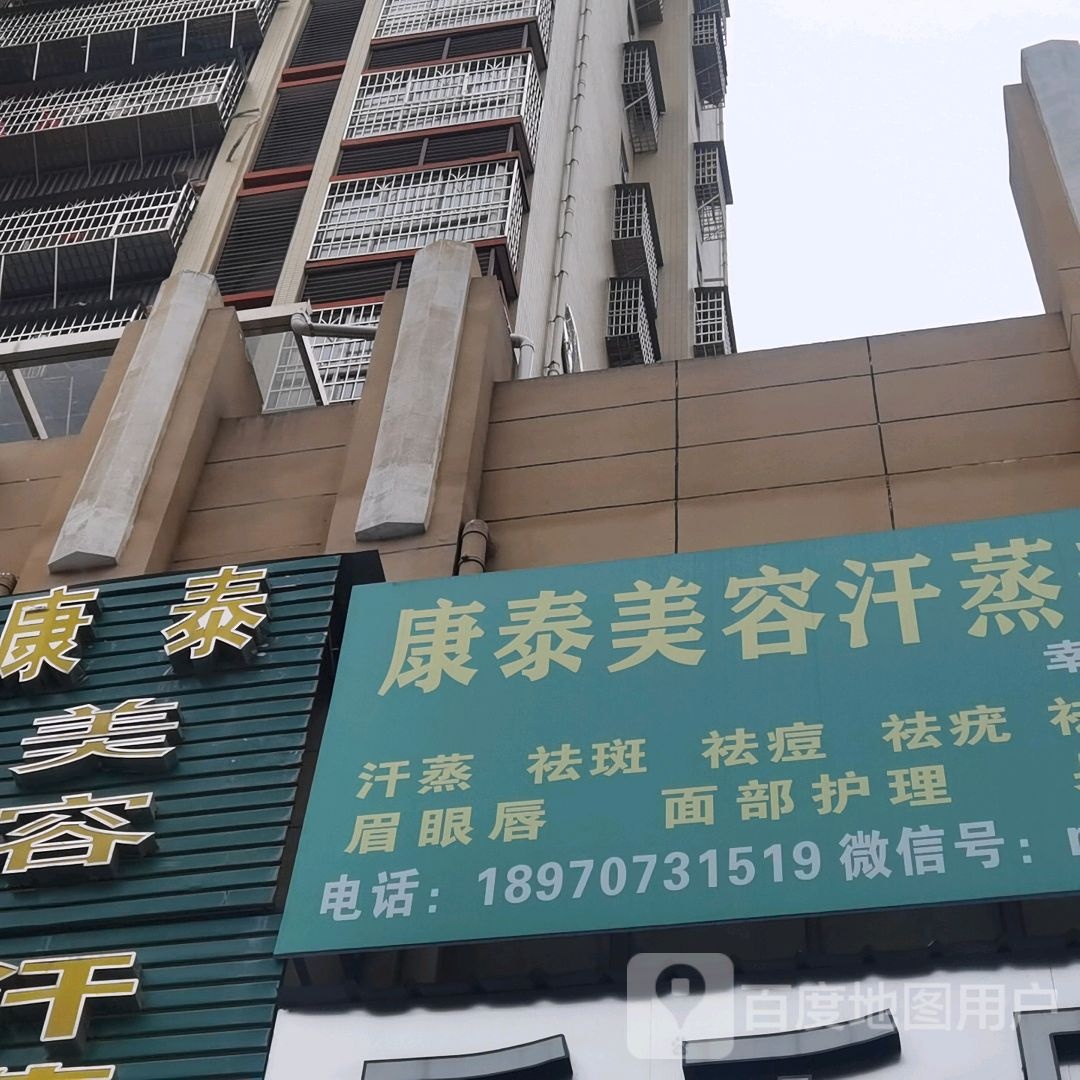 康泰
美
容
汗
康泰美容汗蒸
幸
汗蒸 祛斑 祛痘 祛疣 祛
眉眼唇 面部护理
电话：18970731519 微信号：
百度地图用户